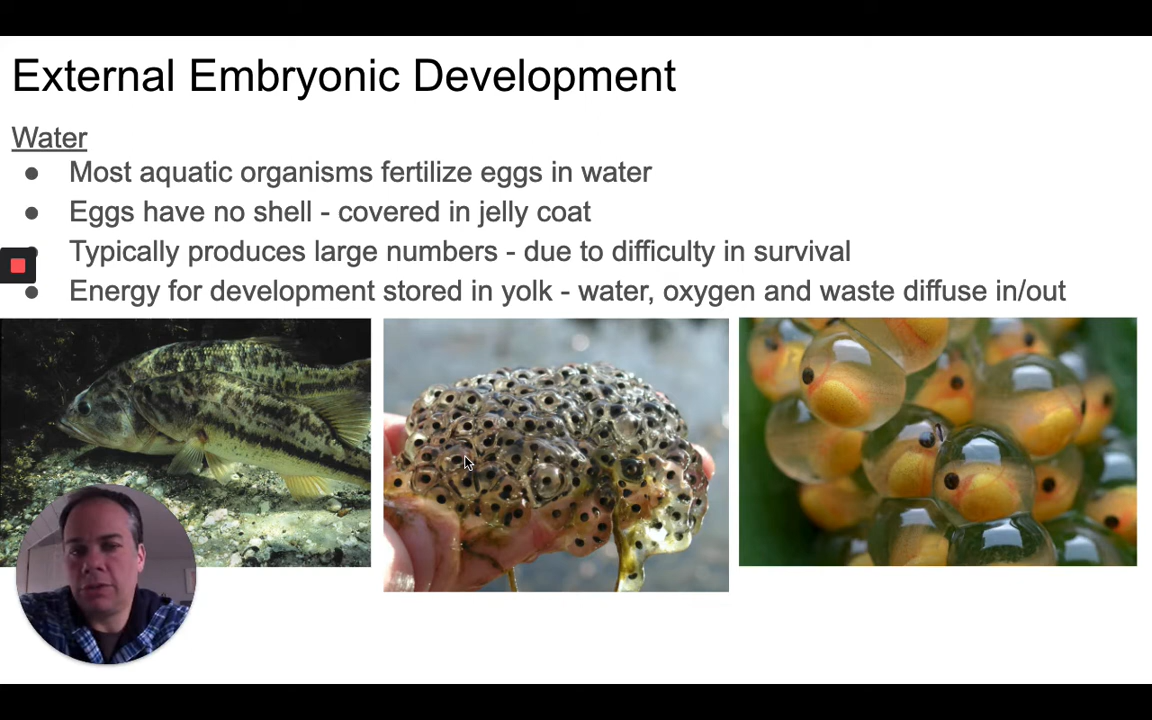 External Embryonic Development
Water
● Most aquatic organisms fertilize eggs in water
● Eggs have no shell - covered in jelly coat
● Typically produces large numbers - due to difficulty in survival
● Energy for development stored in yolk - water, oxygen and waste diffuse in/out